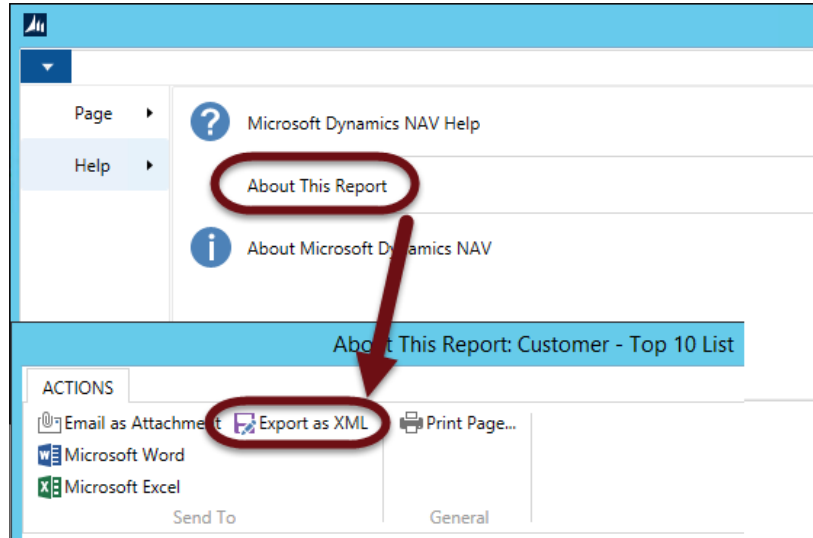 Page
Microsoft Dynamics NAV Help
Help
About This Report
About Microsoft Dynamics NAV
About This Report: Customer - Top 10 List
ACTIONS
Email as Attachment Export as XML Print Page...
Microsoft Word
Microsoft Excel
Send To General